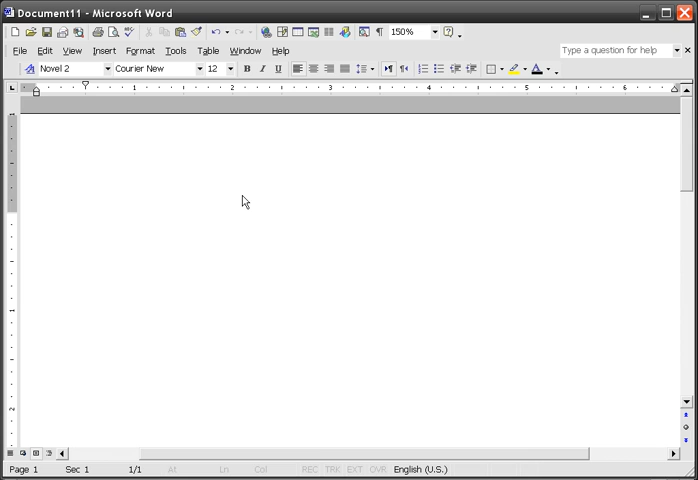 Document11 - Microsoft Word
150%
File Edit View Insert Format Tools Table Window Help
Type a question for help
Novel 2 Courier New 12 B I U
1 2 3 4 5 6
1
2
Page 1 Sec 1 1/1 At Ln Col REC TRK EXT OVR English (U.S.)